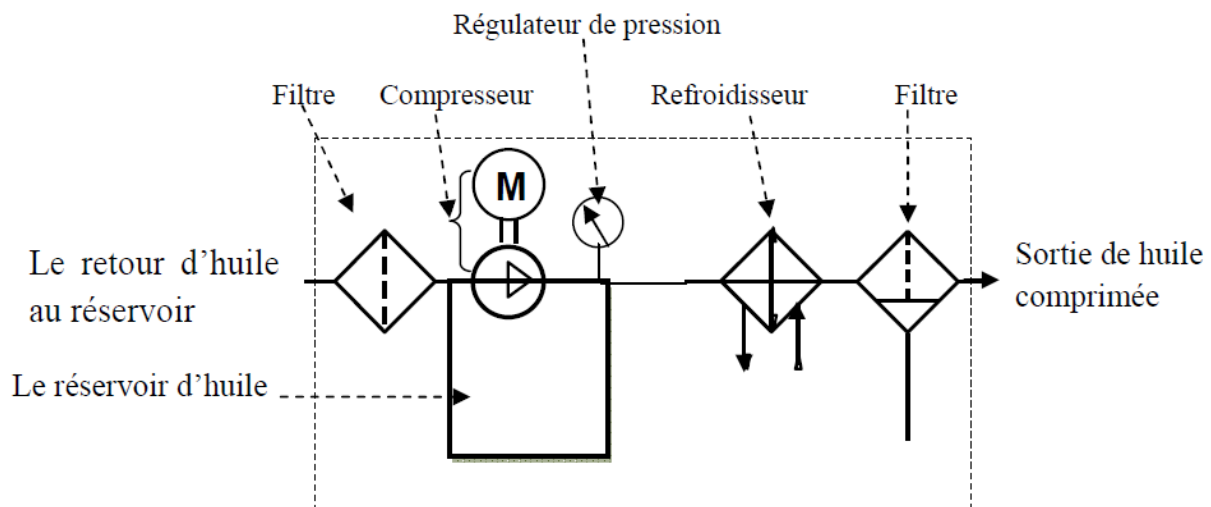 Régulateur de pression
Filtre
Compresseur
Refroidisseur
Filtre
M
Le retour d’huile
au réservoir
Sortie de huile
comprimée
Le réservoir d’huile